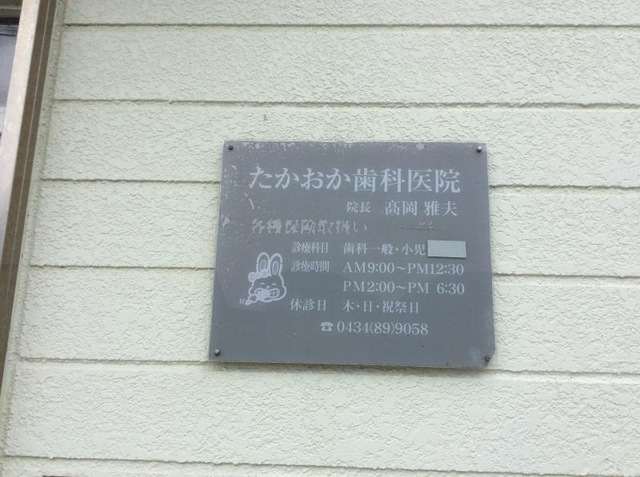 たかおか歯科医院
院長 髙岡 雅夫
各種保険取扱い
診療科目 歯科一般・小児
診療時間 AM9:00〜PM12:30
PM2:00〜PM 6:30
休診日 木・日・祝祭日
☎0434(89)9058